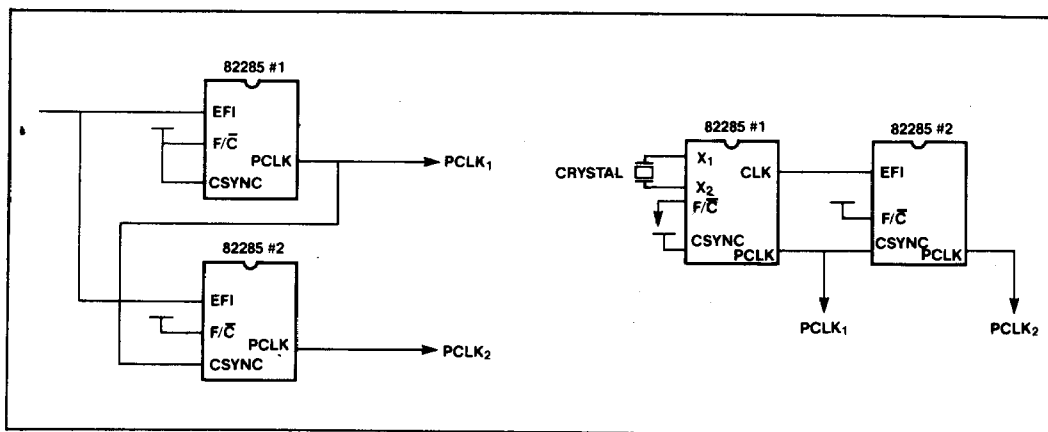 82285 #1
EFI
F/C̅
PCLK
CSYNC
PCLK₁
82285 #2
EFI
F/C̅
PCLK
CSYNC
PCLK₂
82285 #1
CRYSTAL
X₁
CLK
X₂
F/C̅
CSYNC
PCLK
82285 #2
EFI
F/C̅
CSYNC
PCLK
PCLK₁
PCLK₂